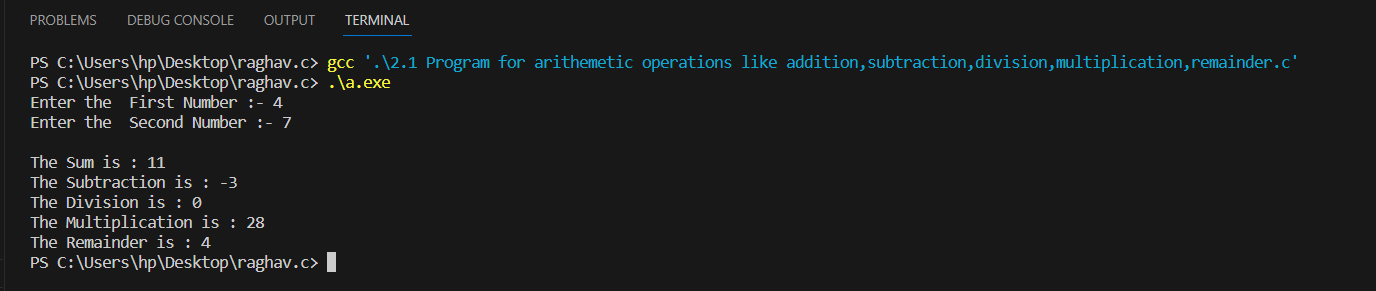 PROBLEMS DEBUG CONSOLE OUTPUT TERMINAL
PS C:\Users\hp\Desktop\raghav.c> gcc '.\2.1 Program for arithemetic operations like addition,subtraction,division,multiplication,remainder.c'
PS C:\Users\hp\Desktop\raghav.c> .\a.exe
Enter the  First Number :- 4
Enter the  Second Number :- 7

The Sum is : 11
The Subtraction is : -3
The Division is : 0
The Multiplication is : 28
The Remainder is : 4
PS C:\Users\hp\Desktop\raghav.c>